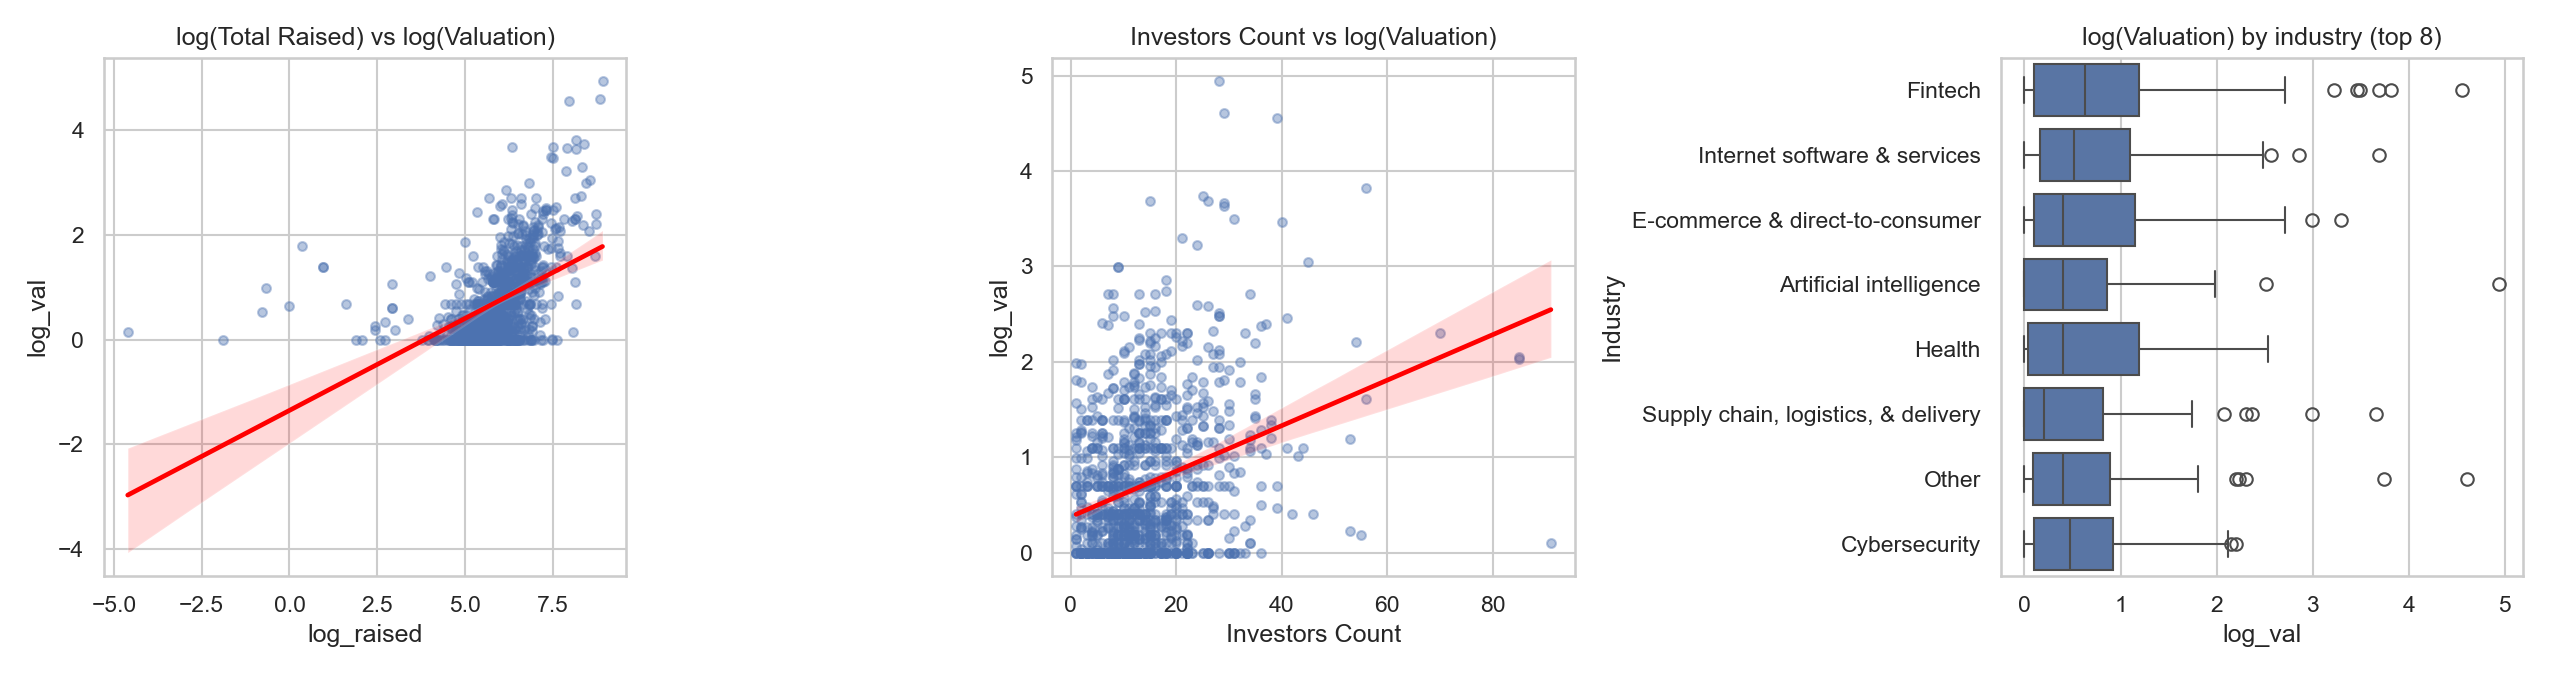 log(Total Raised) vs log(Valuation)
log_val
4
2
0
−2
−4
−5.0 −2.5 0.0 2.5 5.0 7.5
log_raised
Investors Count vs log(Valuation)
log_val
5
4
3
2
1
0
0 20 40 60 80
Investors Count
log(Valuation) by industry (top 8)
Industry
Fintech
Internet software & services
E-commerce & direct-to-consumer
Artificial intelligence
Health
Supply chain, logistics, & delivery
Other
Cybersecurity
0 1 2 3 4 5
log_val